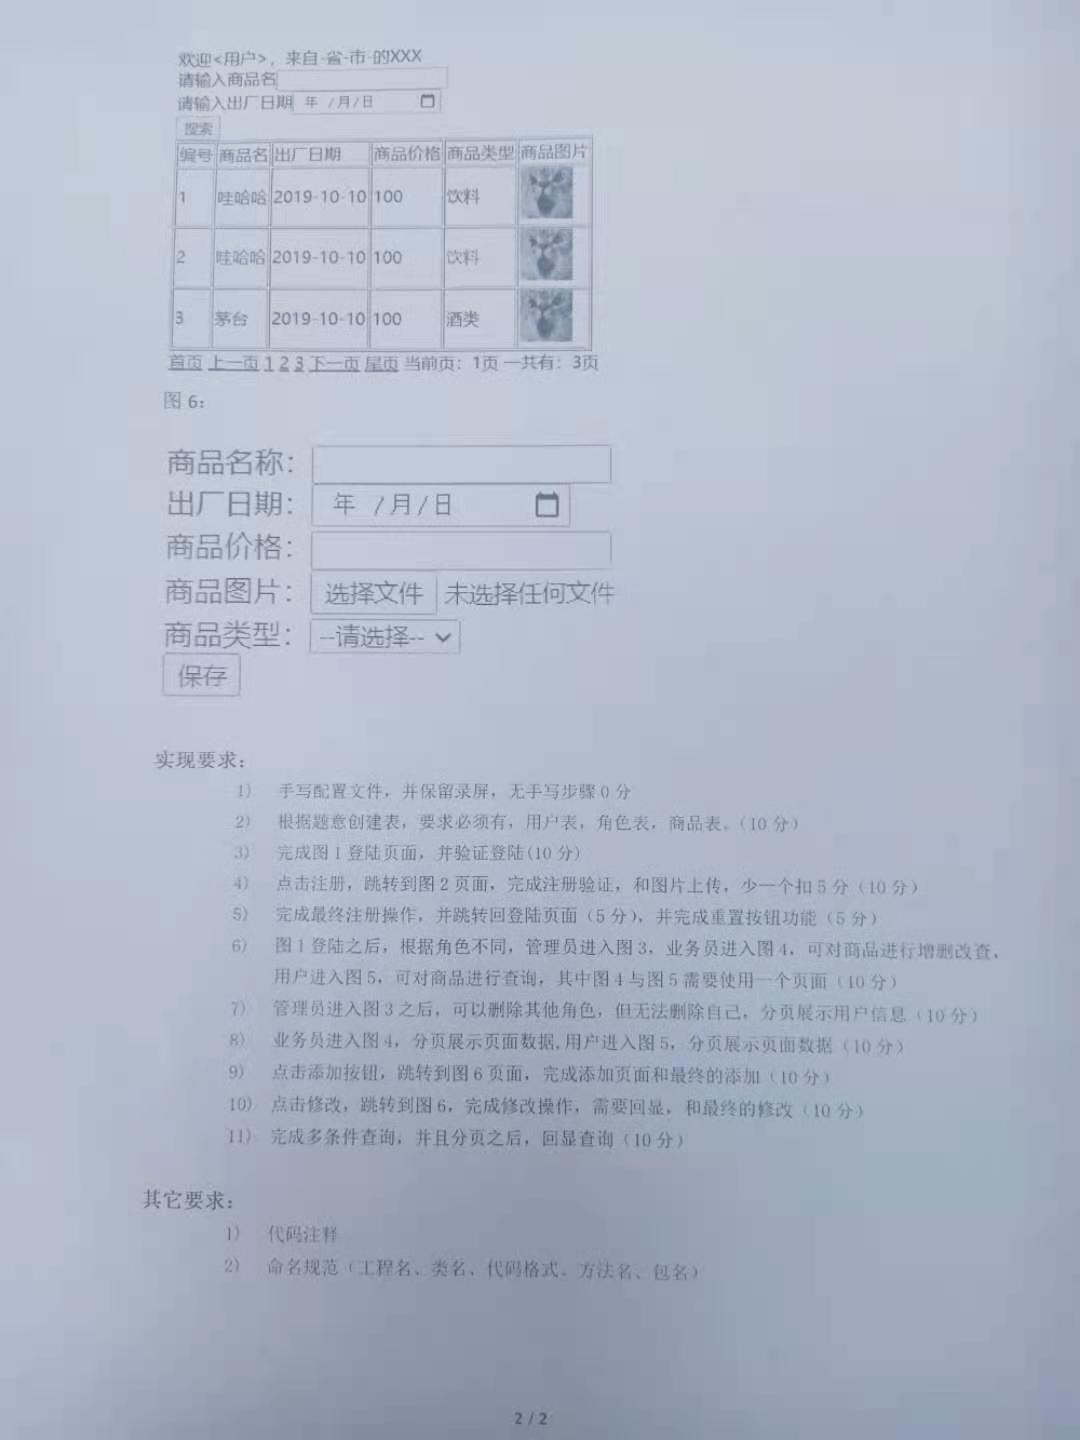 欢迎<用户>，来自-省-市-的XXX
请输入商品名
请输入出厂日期 年 /月/日
搜索
编号 商品名 出厂日期 商品价格 商品类型 商品图片
1 哇哈哈 2019-10-10 100 饮料
2 哇哈哈 2019-10-10 100 饮料
3 茅台 2019-10-10 100 酒类
首页 上一页 1 2 3 下一页 尾页 当前页：1页 一共有：3页
图 6：
商品名称：
出厂日期： 年 /月/日
商品价格：
商品图片： 选择文件 未选择任何文件
商品类型： --请选择--
保存
实现要求：
1） 手写配置文件，并保留录屏，无手写步骤 0 分
2） 根据题意创建表，要求必须有，用户表，角色表，商品表。（10 分）
3） 完成图 1 登陆页面，并验证登陆(10 分)
4） 点击注册，跳转到图 2 页面，完成注册验证，和图片上传，少一个扣 5 分（10 分）
5） 完成最终注册操作，并跳转回登陆页面（5 分），并完成重置按钮功能（5 分）
6） 图 1 登陆之后，根据角色不同，管理员进入图 3，业务员进入图 4，可对商品进行增删改查，
用户进入图 5，可对商品进行查询，其中图 4 与图 5 需要使用一个页面（10 分）
7） 管理员进入图 3 之后，可以删除其他角色，但无法删除自己，分页展示用户信息（10 分）
8） 业务员进入图 4，分页展示页面数据,用户进入图 5，分页展示页面数据（10 分）
9） 点击添加按钮，跳转到图 6 页面，完成添加页面和最终的添加（10 分）
10） 点击修改，跳转到图 6，完成修改操作，需要回显，和最终的修改（10 分）
11） 完成多条件查询，并且分页之后，回显查询（10 分）
其它要求：
1） 代码注释
2） 命名规范（工程名、类名、代码格式、方法名、包名）
2 / 2